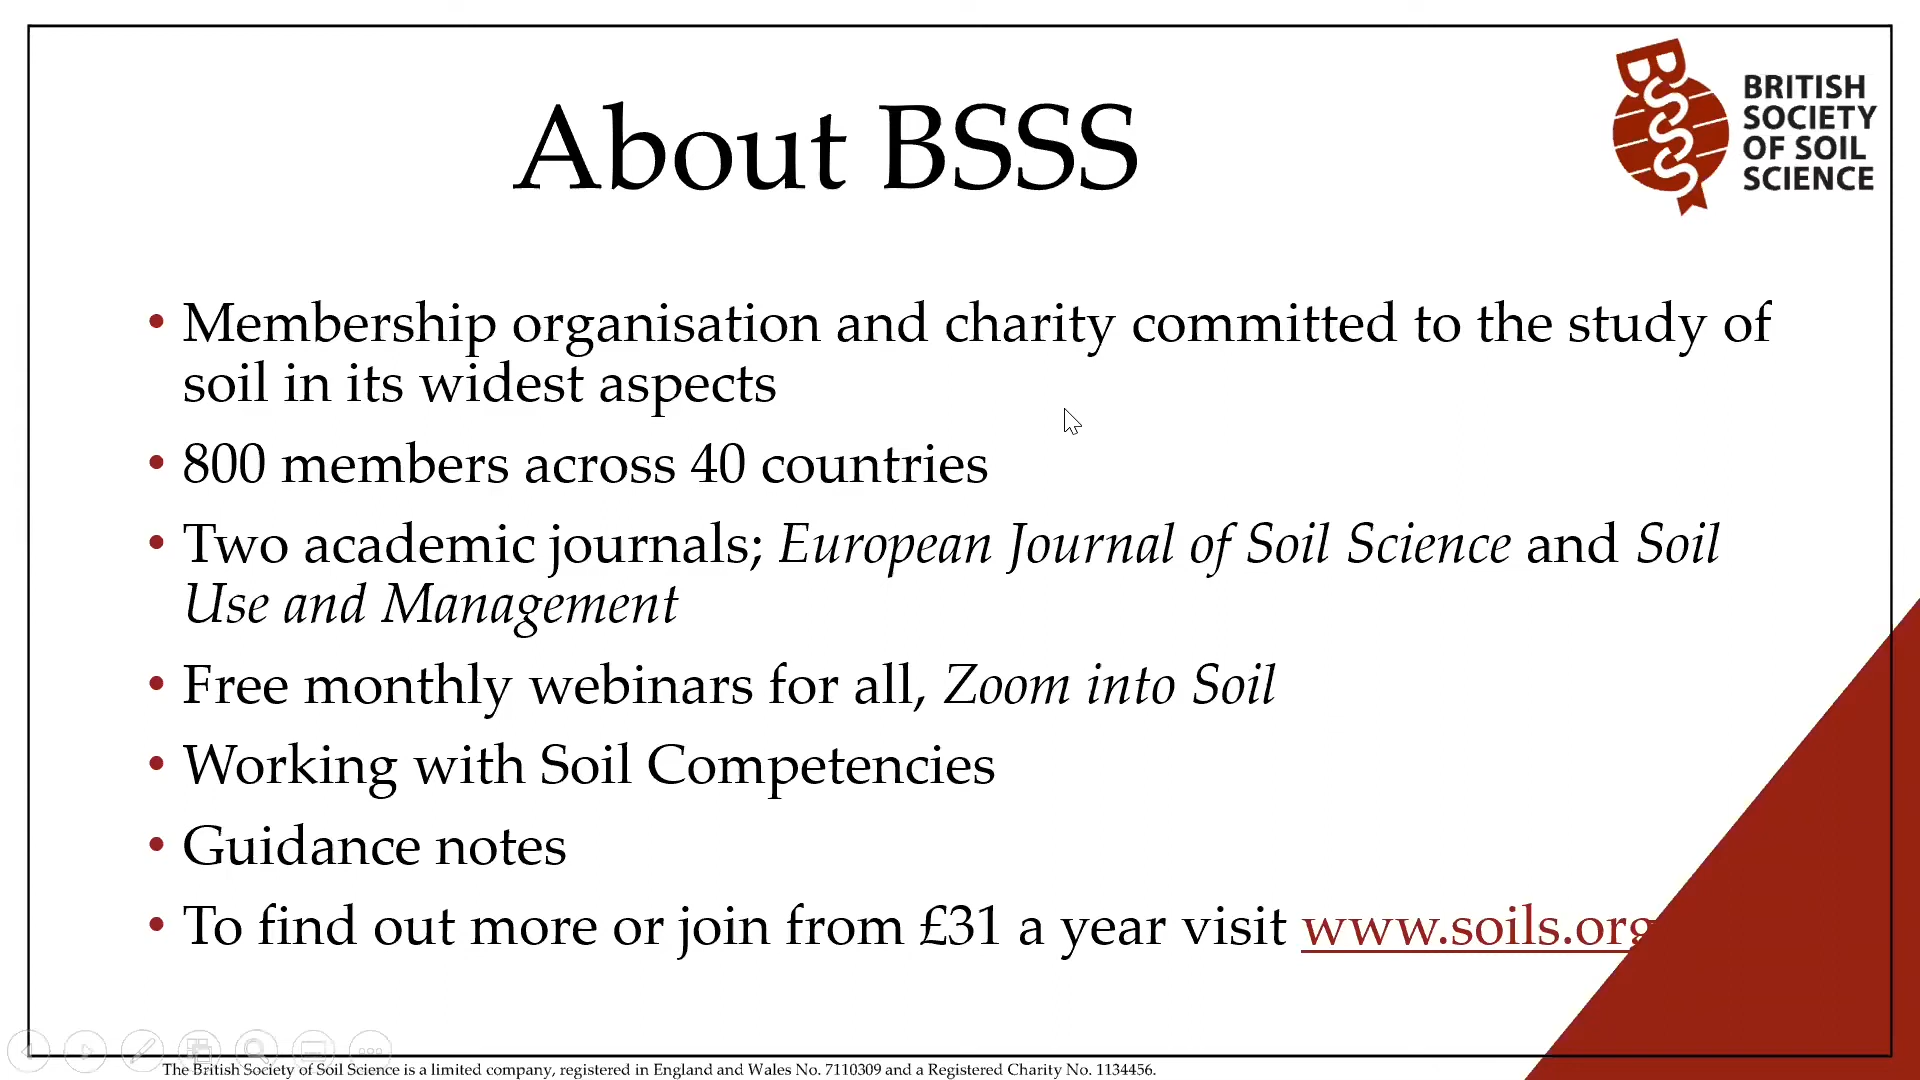 About BSSS
BSSS
BRITISH
SOCIETY
OF SOIL
SCIENCE
• Membership organisation and charity committed to the study of
soil in its widest aspects
• 800 members across 40 countries
• Two academic journals; European Journal of Soil Science and Soil
Use and Management
• Free monthly webinars for all, Zoom into Soil
• Working with Soil Competencies
• Guidance notes
• To find out more or join from £31 a year visit www.soils.org
The British Society of Soil Science is a limited company, registered in England and Wales No. 7110309 and a Registered Charity No. 1134456.